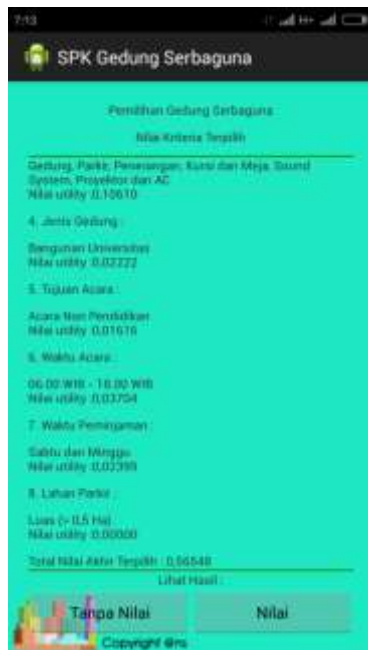 7:13
SPK Gedung Serbaguna
Pemilihan Gedung Serbaguna
Nilai Kriteria Terpilih
Gedung, Parkir, Penerangan, Kursi dan Meja, Sound
System, Proyektor dan AC
Nilai utility :0,10610
4. Jenis Gedung :
Bangunan Universitas
Nilai utility :0,02222
5. Tujuan Acara :
Acara Non Pendidikan
Nilai utility :0,01616
6. Waktu Acara :
06.00 WIB - 18.00 WIB
Nilai utility :0,03704
7. Waktu Peminjaman :
Sabtu dan Minggu
Nilai utility :0,02395
8. Lahan Parkir :
Luas (> 0,5 Ha)
Nilai utility :0,00000
Total Nilai Akhir Terpilih : 0,56548
Lihat Hasil :
Tanpa Nilai
Nilai
Copyright @ns